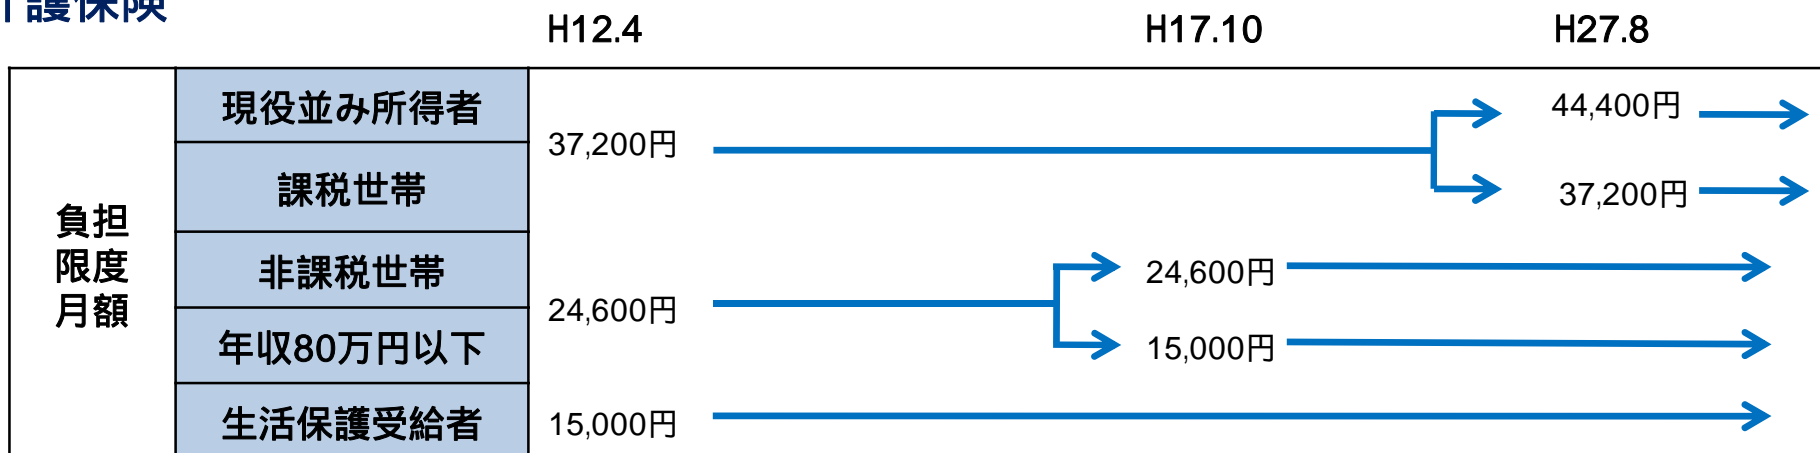 介護保険
H12.4 H17.10 H27.8
負担
限度
月額
現役並み所得者
課税世帯
非課税世帯
年収80万円以下
生活保護受給者
37,200円
44,400円
37,200円
24,600円
24,600円
15,000円
15,000円